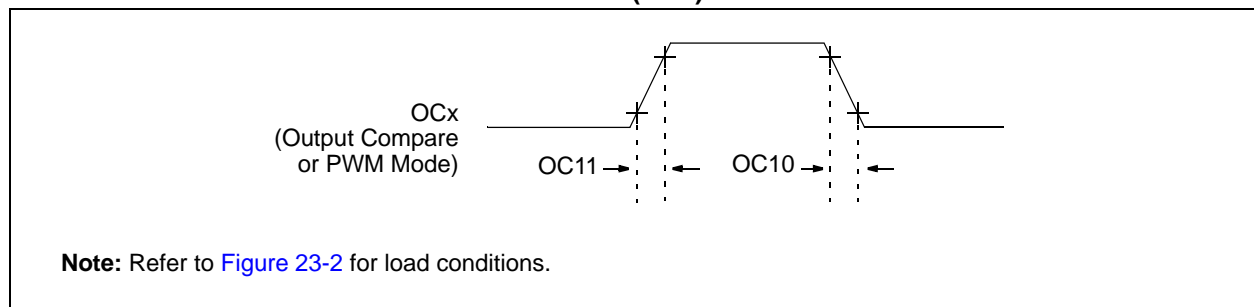 OCx
(Output Compare
or PWM Mode)
OC11
OC10
Note: Refer to Figure 23-2 for load conditions.